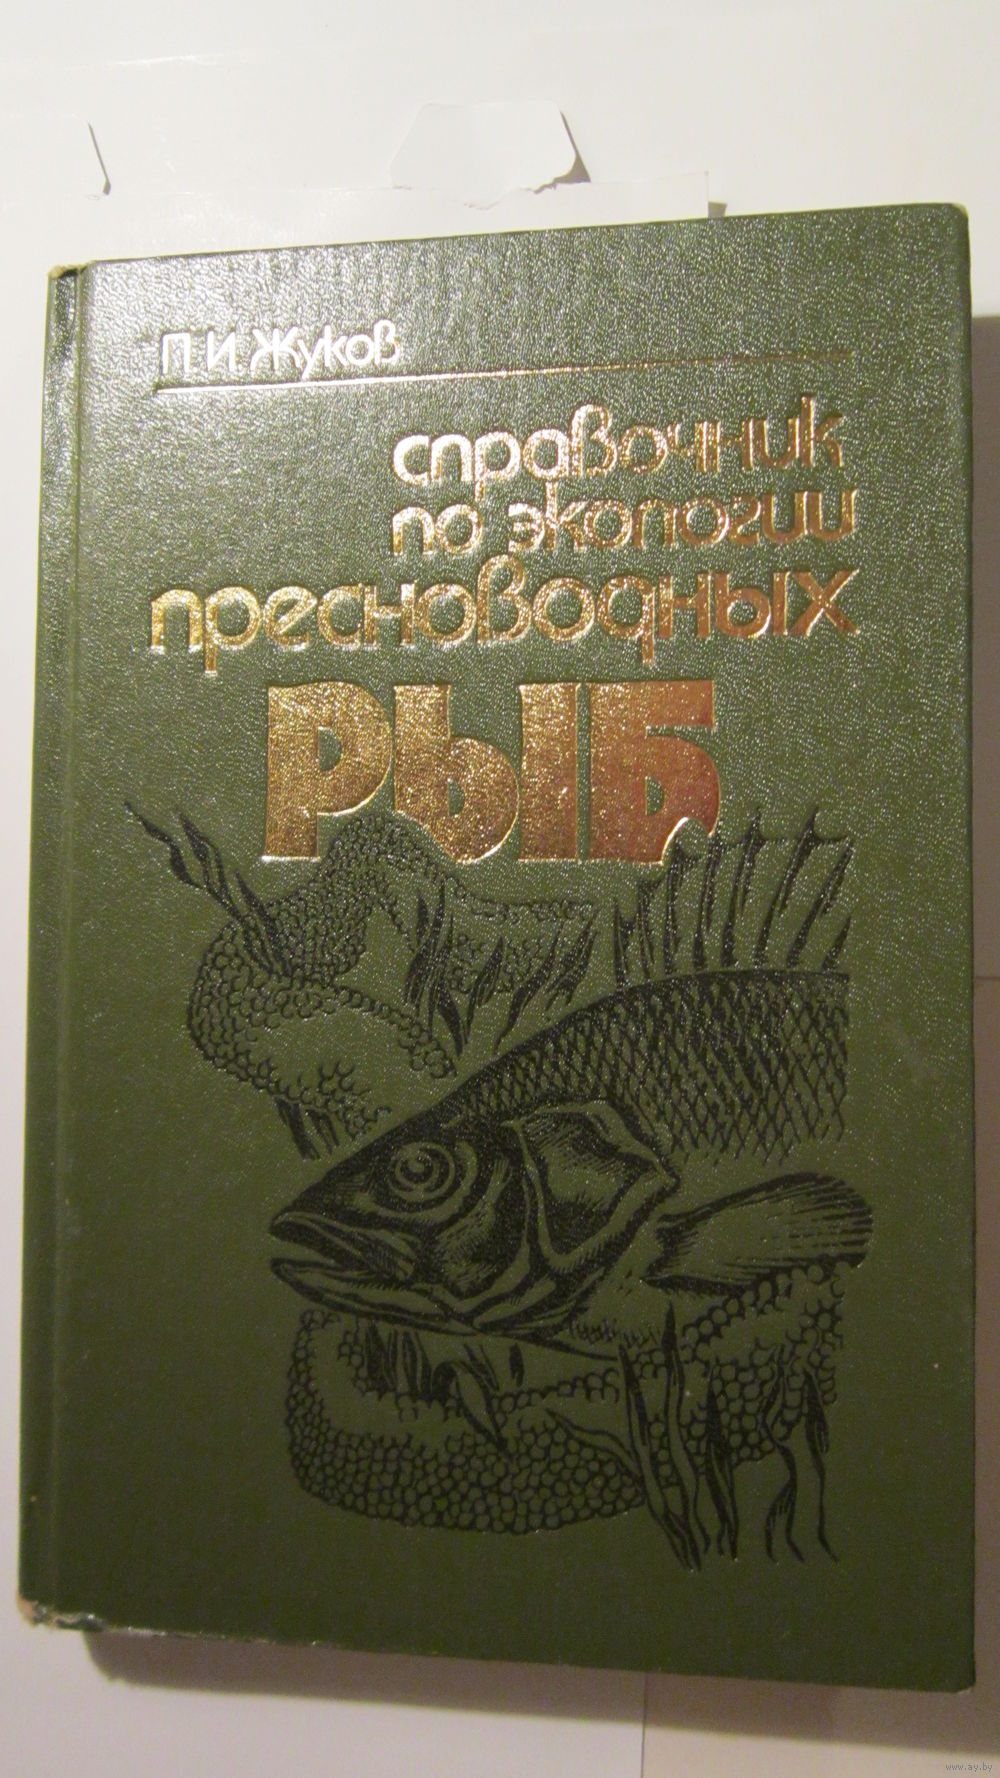 П. И. Жуков
справочник
по экологии
пресноводных
РЫБ
www.ay.by